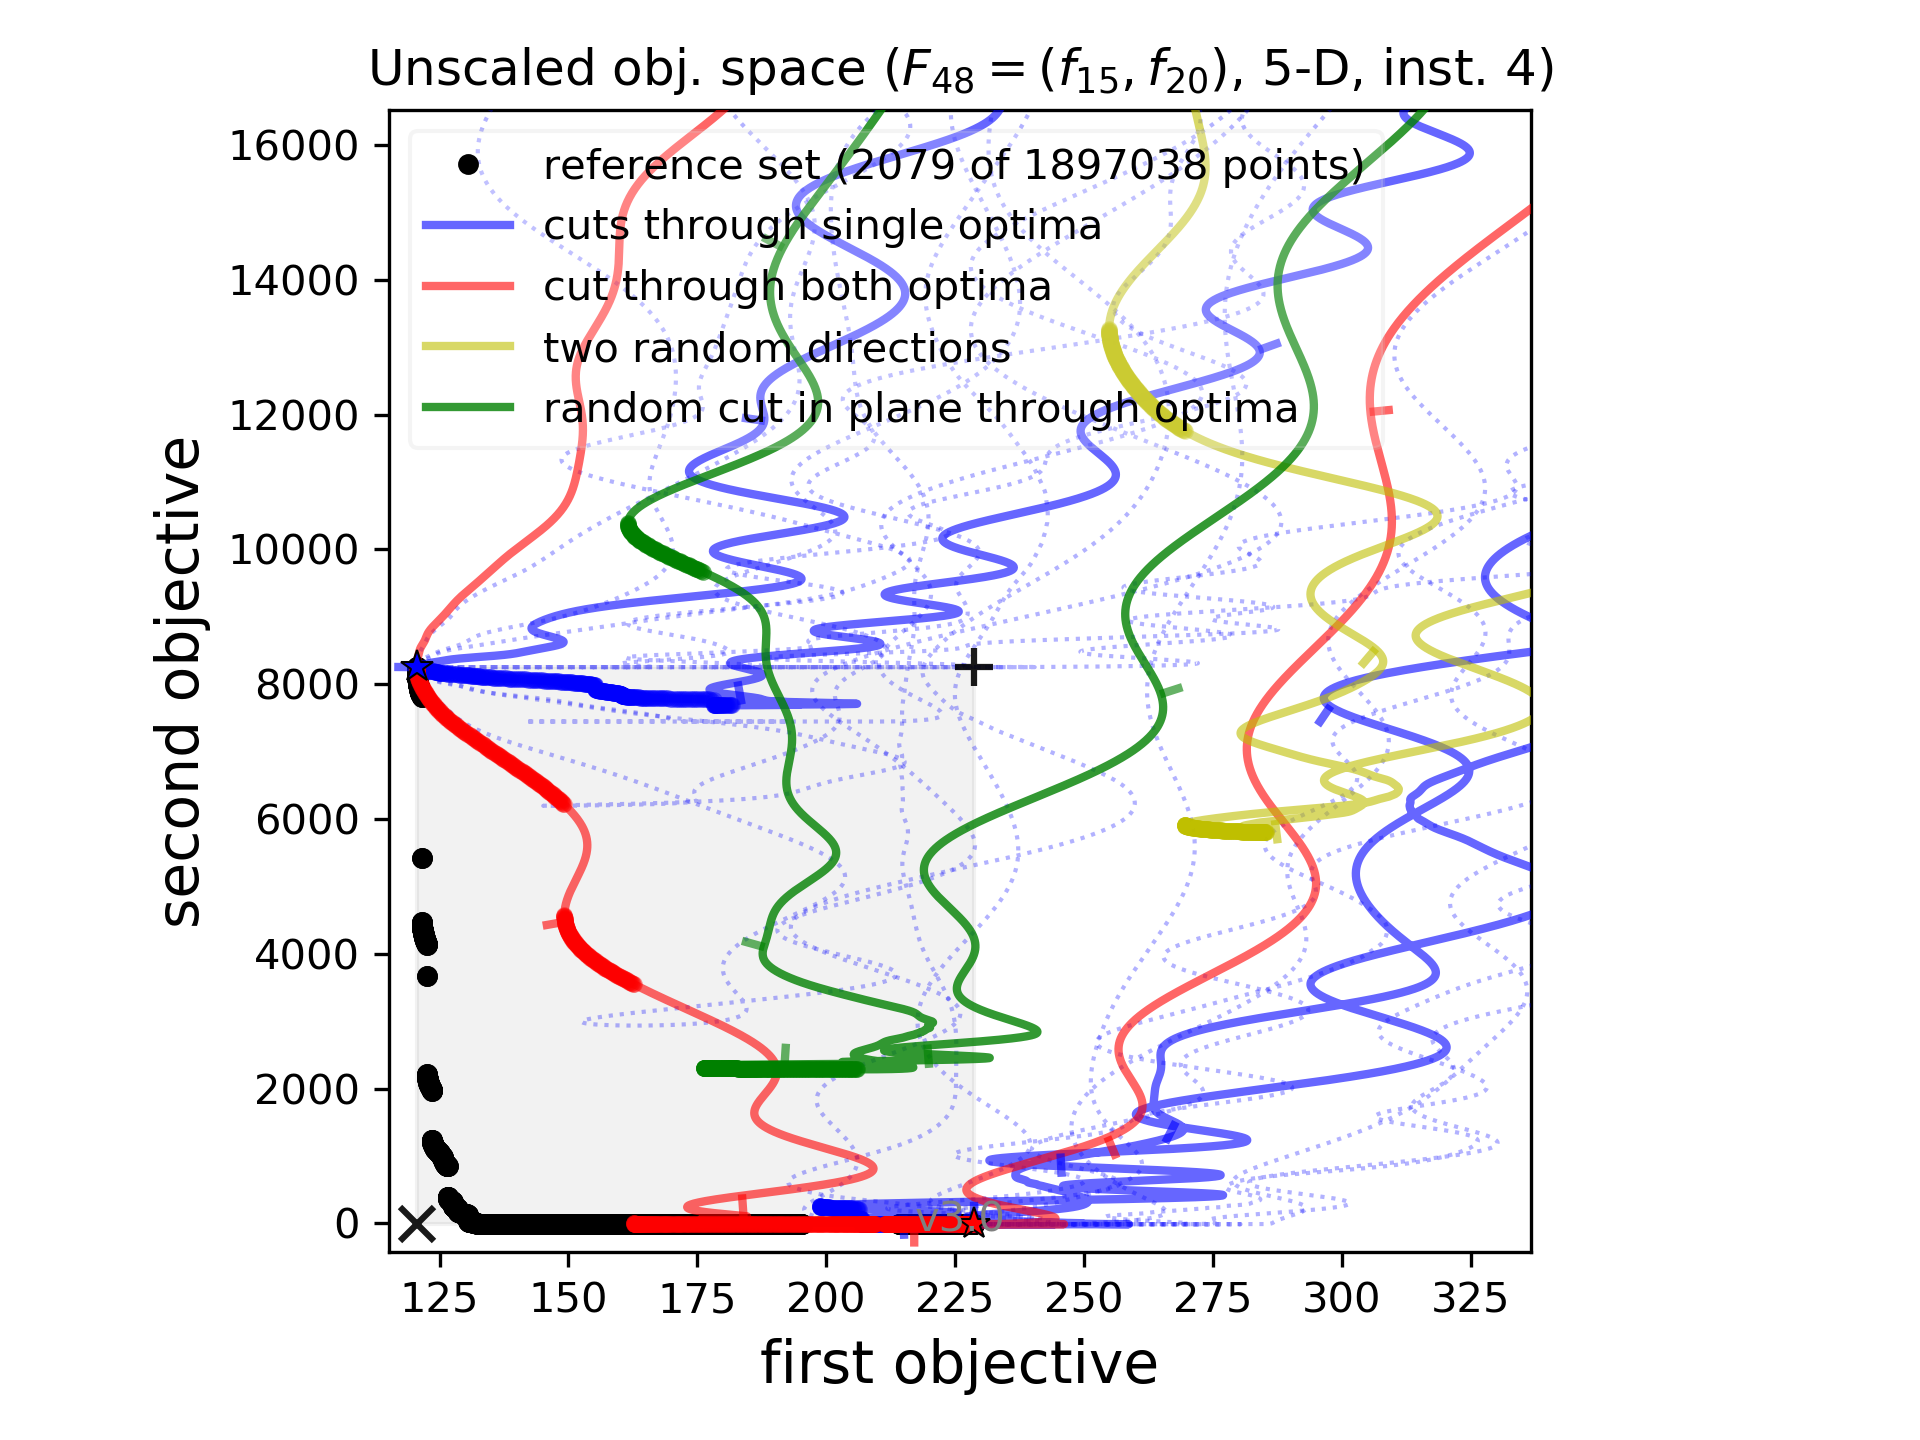 Unscaled obj. space (F48 = (f15, f20), 5-D, inst. 4)
reference set (2079 of 1897038 points)
cuts through single optima
cut through both optima
two random directions
random cut in plane through optima
16000
14000
12000
10000
8000
6000
4000
2000
0
second objective
v3.0
125 150 175 200 225 250 275 300 325
first objective